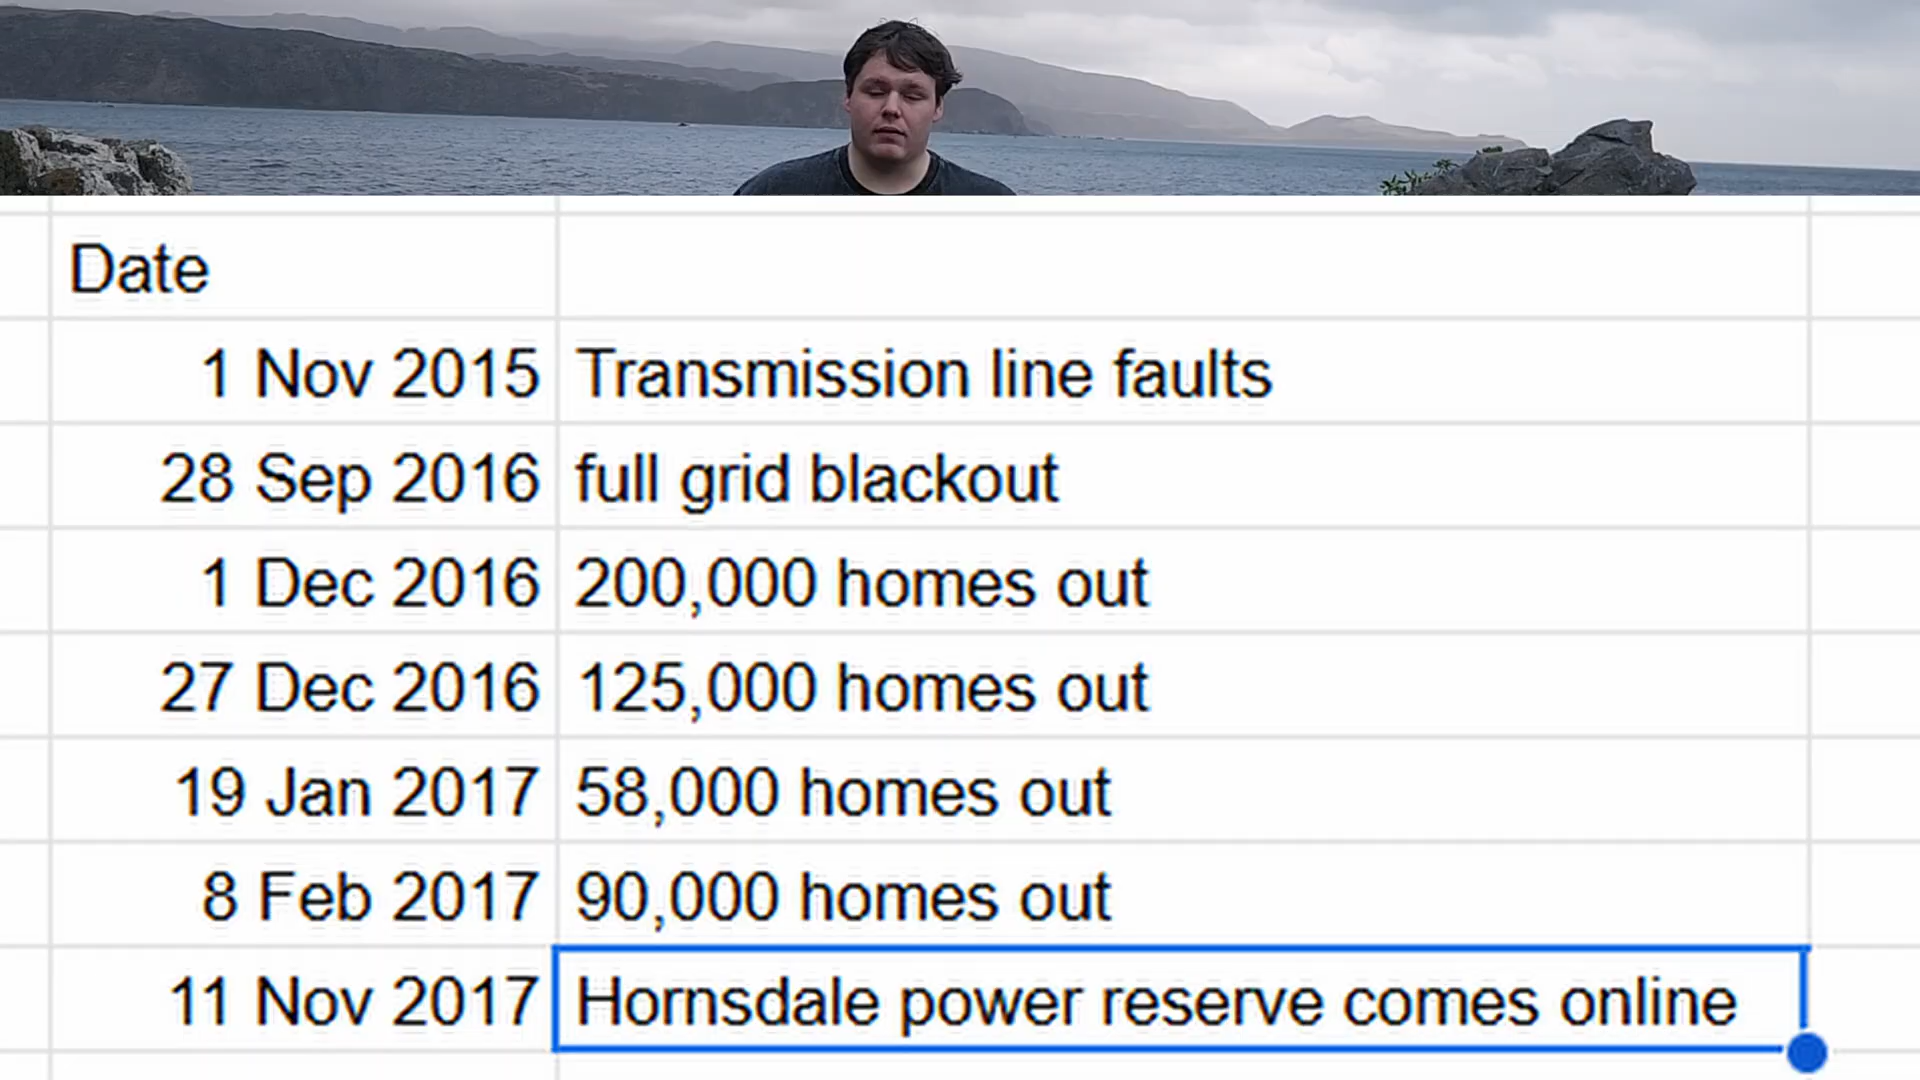 Date
1 Nov 2015 Transmission line faults
28 Sep 2016 full grid blackout
1 Dec 2016 200,000 homes out
27 Dec 2016 125,000 homes out
19 Jan 2017 58,000 homes out
8 Feb 2017 90,000 homes out
11 Nov 2017 Hornsdale power reserve comes online